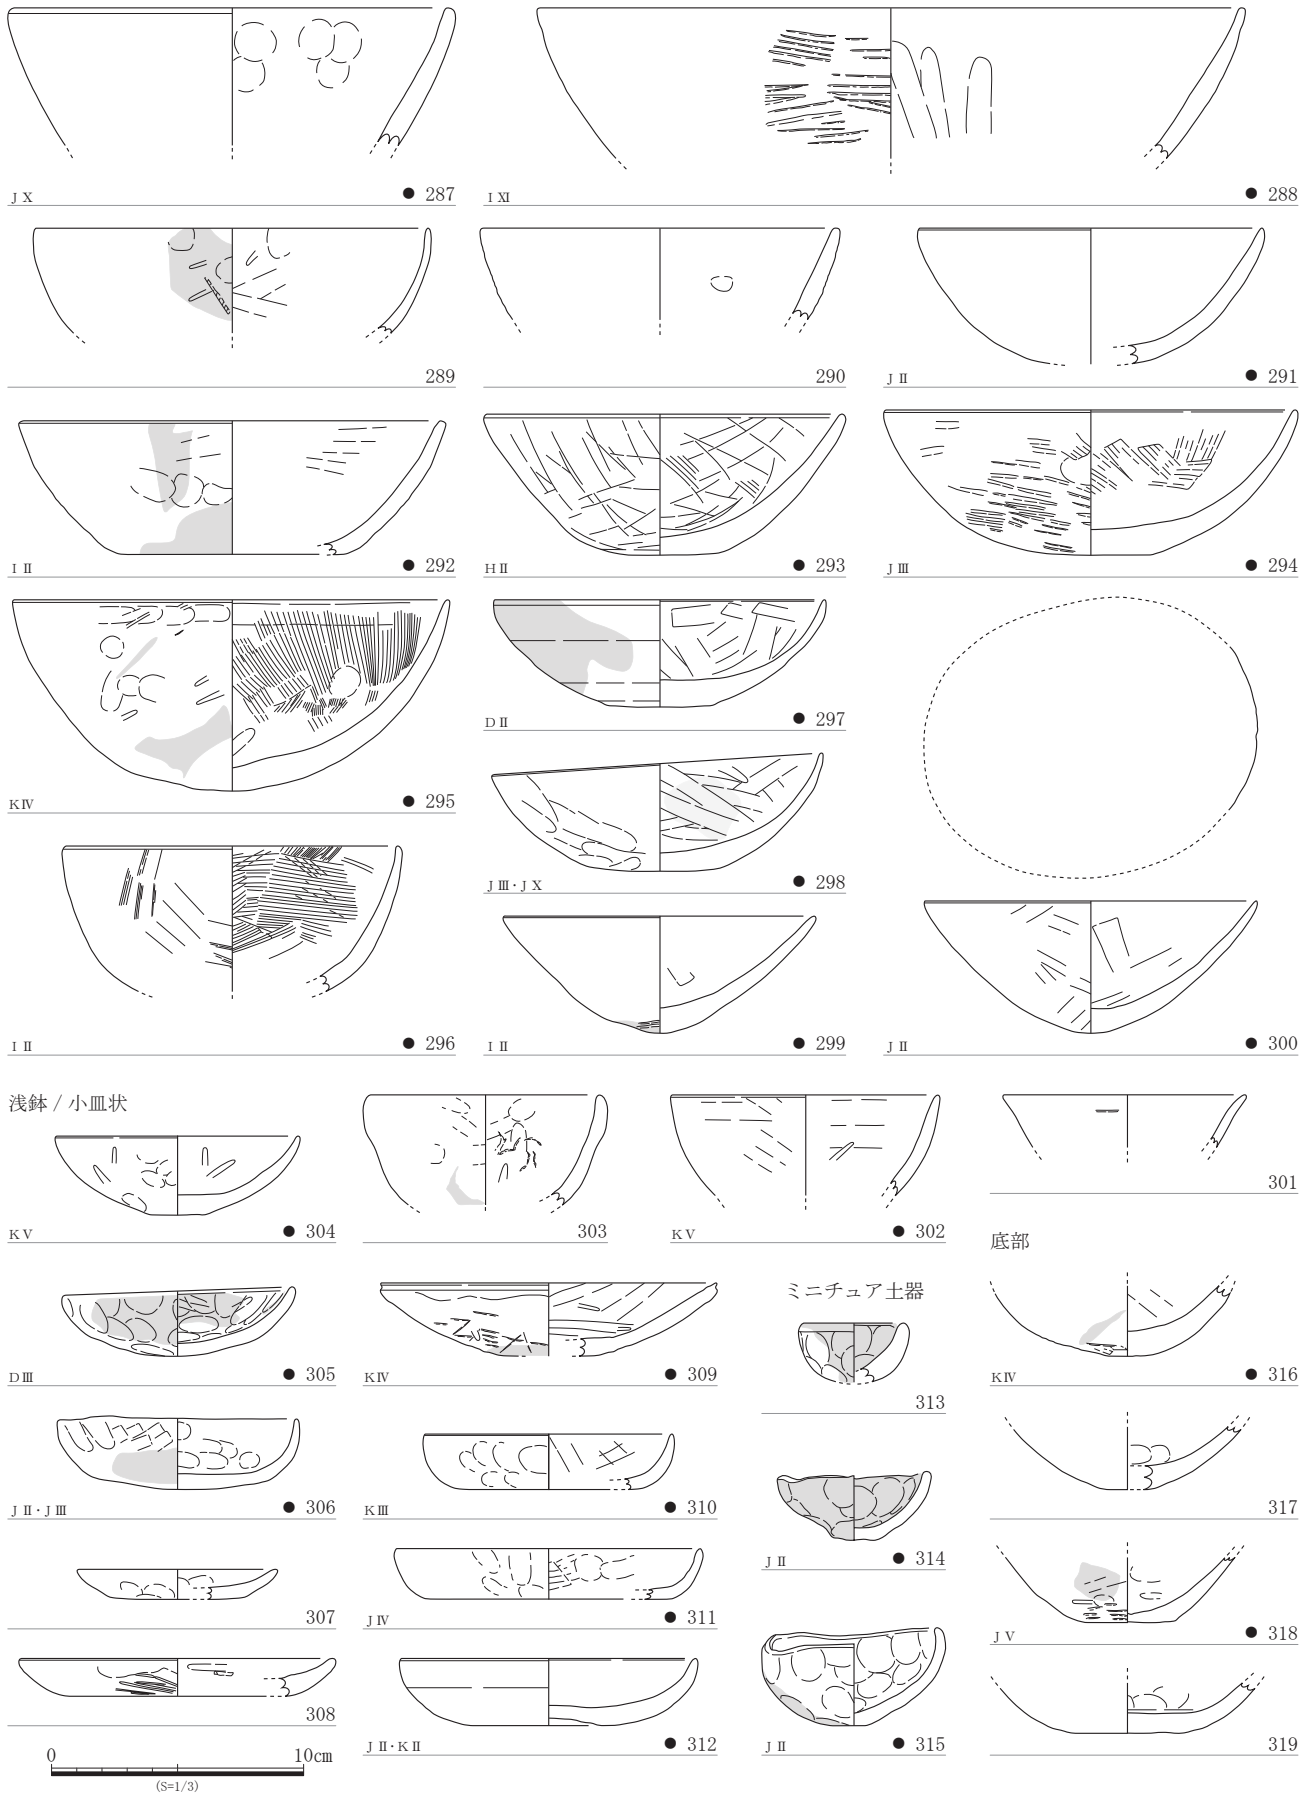 ＪⅩ ● 287
ＩⅪ ● 288
289
290
ＪⅡ ● 291
ＩⅡ ● 292
ＨⅡ ● 293
ＪⅢ ● 294
ＫⅣ ● 295
ＤⅡ ● 297
ＪⅢ・ＪⅩ ● 298
ＩⅡ ● 296
ＩⅡ ● 299
ＪⅡ ● 300
浅鉢 / 小皿状
ＫⅤ ● 304
303
ＫⅤ ● 302
301
底部
ミニチュア土器
ＤⅢ ● 305
ＫⅣ ● 309
313
ＫⅣ ● 316
ＪⅡ・ＪⅢ ● 306
ＫⅢ ● 310
ＪⅡ ● 314
317
307
ＪⅣ ● 311
ＪⅤ ● 318
308
ＪⅡ・ＫⅡ ● 312
ＪⅡ ● 315
319
0 10cm
(S=1/3)